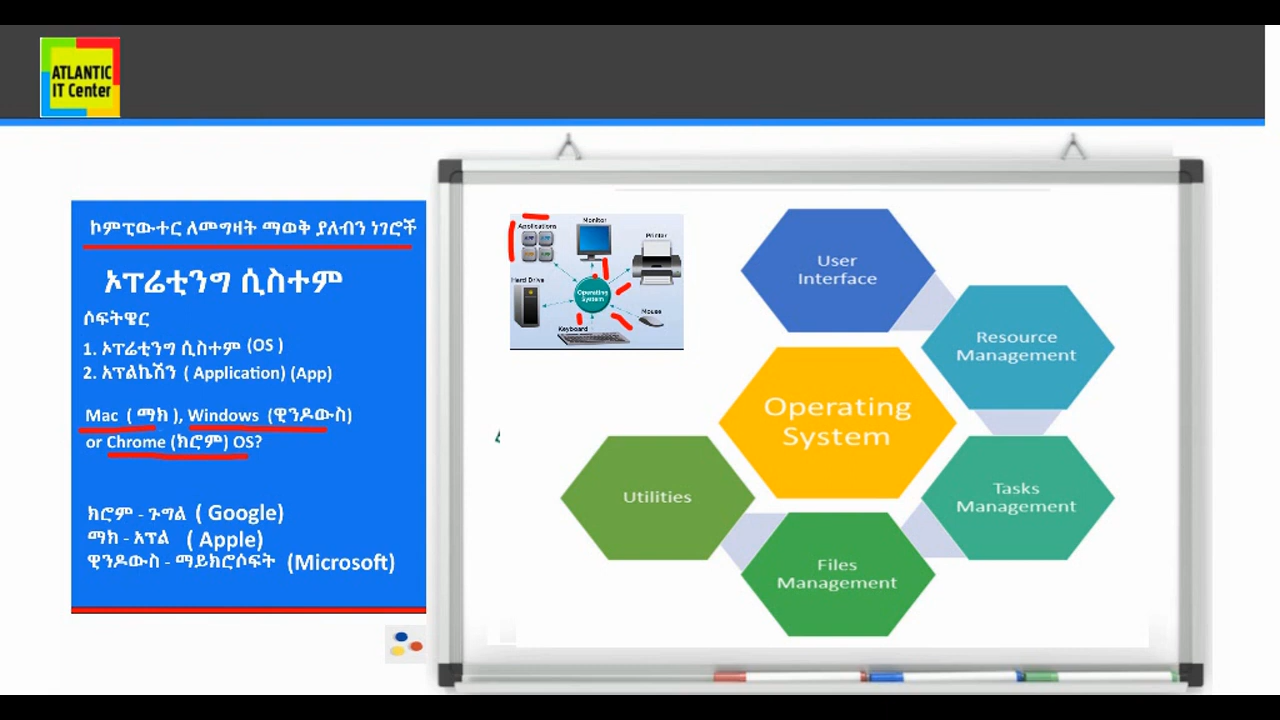 ATLANTIC
IT Center
ኮምፒውተር ለመግዛት ማወቅ ያለብን ነገሮች
ኦፐሬቲንግ ሲስተም
ሶፍትዌር
1. ኦፐሬቲንግ ሲስተም (OS )
2. አፕልኬሽን ( Application) (App)
Mac ( ማክ ), Windows (ዊንዶውስ)
or Chrome (ክሮም) OS?
ክሮም - ጉግል ( Google)
ማክ - አፕል ( Apple)
ዊንዶውስ - ማይክሮሶፍት (Microsoft)
Applications
Monitor
Printer
Hard Drive
Operating
System
Mouse
Keyboard
User
Interface
Resource
Management
Operating
System
Tasks
Management
Utilities
Files
Management